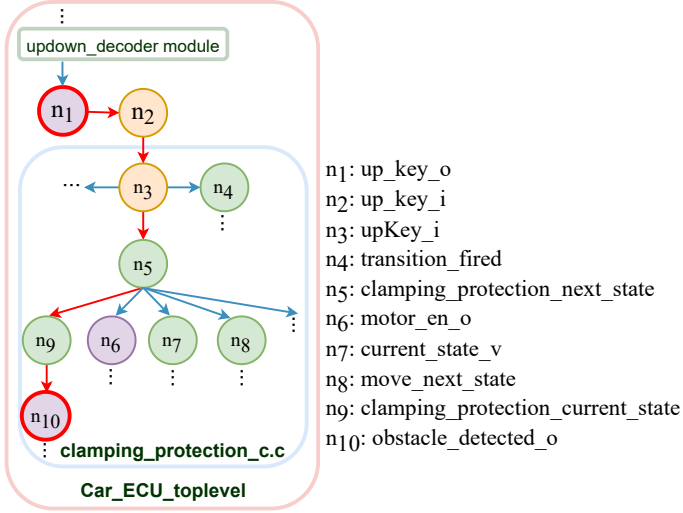 ⋮
updown_decoder module
n1
n2
...
n3
n4
⋮
n5
⋮
n9
n6
n7
n8
⋮
⋮
⋮
n10
⋮
clamping_protection_c.c
Car_ECU_toplevel
n1: up_key_o
n2: up_key_i
n3: upKey_i
n4: transition_fired
n5: clamping_protection_next_state
n6: motor_en_o
n7: current_state_v
n8: move_next_state
n9: clamping_protection_current_state
n10: obstacle_detected_o